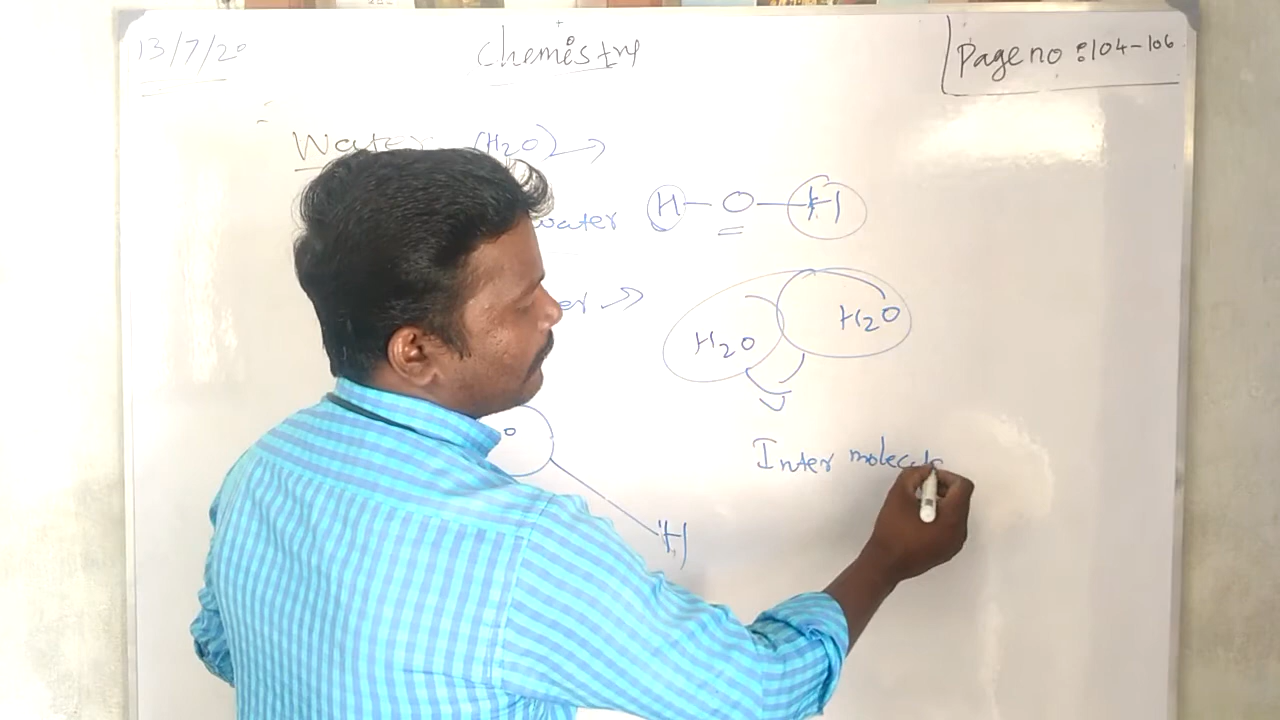 13/7/20
Chemistry
Page no : 104-106
Water (H2O) →
water
H - O - H
er →
H2O
H2O
Inter molecul
O
H